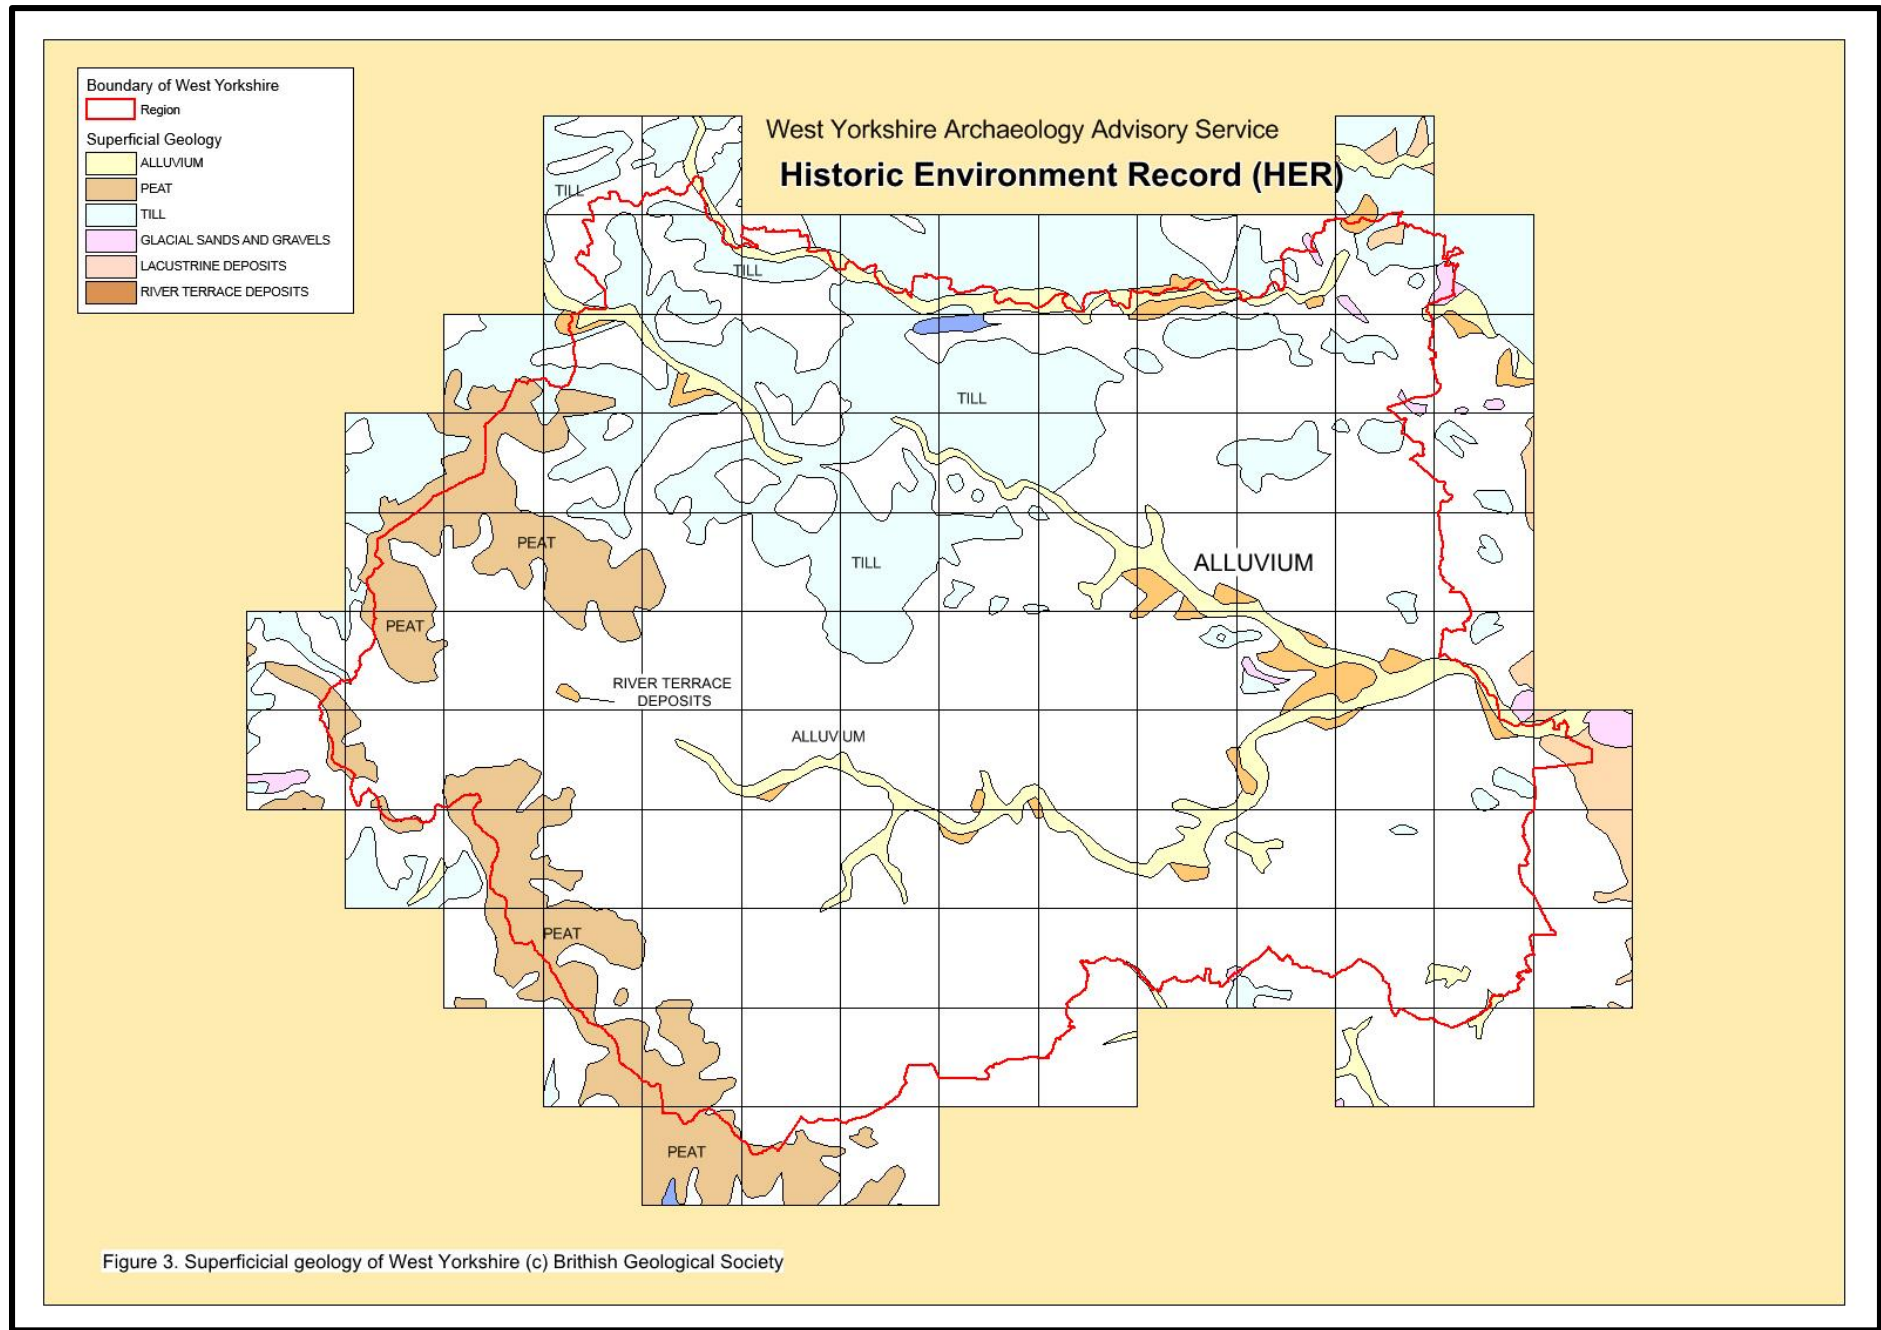 Boundary of West Yorkshire
Region
Superficial Geology
ALLUVIUM
PEAT
TILL
GLACIAL SANDS AND GRAVELS
LACUSTRINE DEPOSITS
RIVER TERRACE DEPOSITS
West Yorkshire Archaeology Advisory Service
Historic Environment Record (HER)
TILL
TILL
TILL
PEAT
TILL
ALLUVIUM
PEAT
RIVER TERRACE
DEPOSITS
ALLUVIUM
PEAT
PEAT
Figure 3. Superficicial geology of West Yorkshire (c) Brithish Geological Society